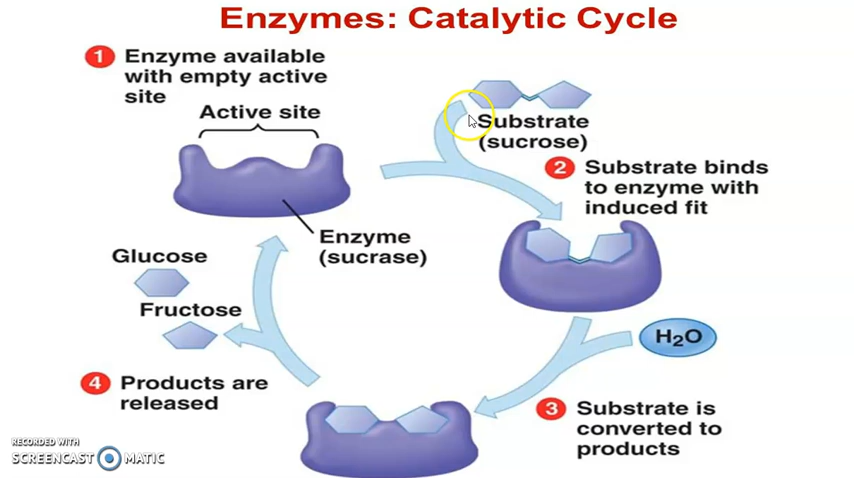 Enzymes: Catalytic Cycle
1 Enzyme available
with empty active
site
Active site
Substrate
(sucrose)
2 Substrate binds
to enzyme with
induced fit
Enzyme
(sucrase)
Glucose
Fructose
H₂O
4 Products are
released
3 Substrate is
converted to
products
RECORDED WITH
SCREENCAST MATIC